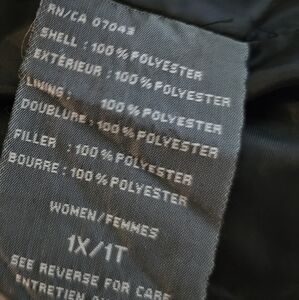 RN/CA 07043
SHELL : 100% POLYESTER
EXTÉRIEUR : 100% POLYESTER
LINING : 100% POLYESTER
DOUBLURE : 100% POLYESTER
FILLER : 100% POLYESTER
BOURRE : 100% POLYESTER
WOMEN/FEMMES
1X/1T
SEE REVERSE FOR CARE
ENTRETIEN AU